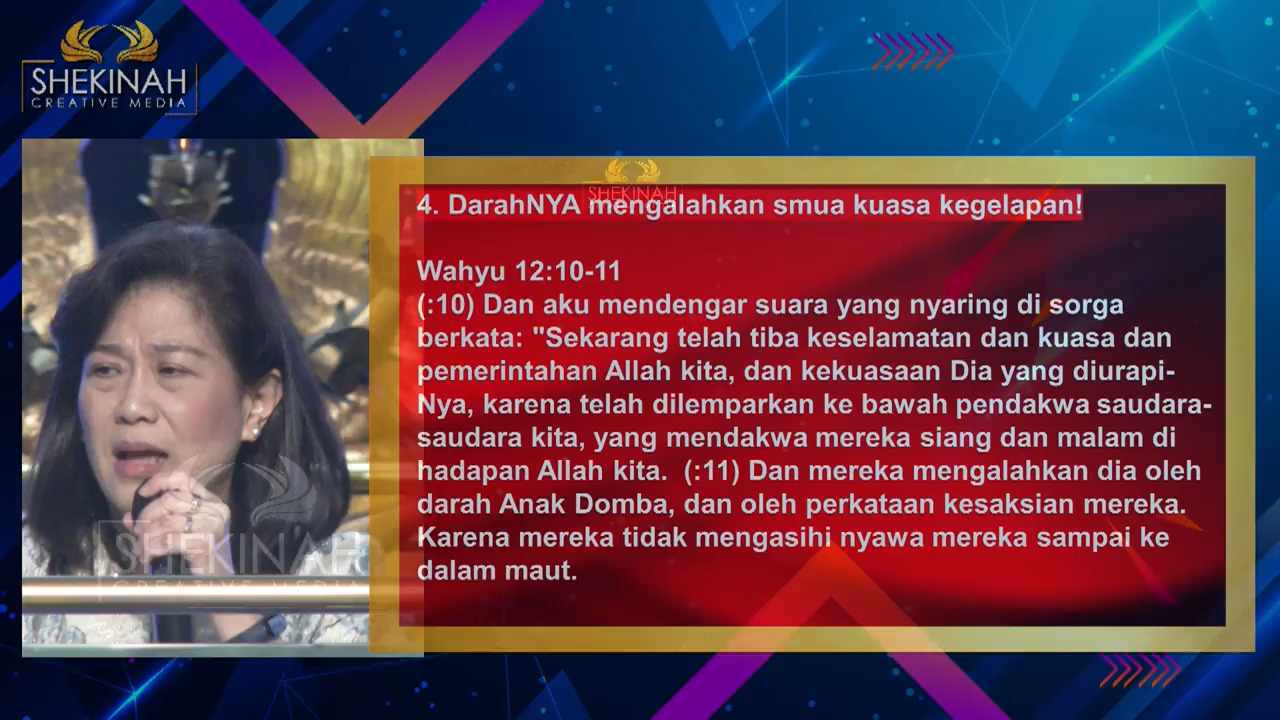 SHEKINAH
CREATIVE MEDIA
SHEKINAH
4. DarahNYA mengalahkan smua kuasa kegelapan!
Wahyu 12:10-11
(:10) Dan aku mendengar suara yang nyaring di sorga
berkata: "Sekarang telah tiba keselamatan dan kuasa dan
pemerintahan Allah kita, dan kekuasaan Dia yang diurapi-
Nya, karena telah dilemparkan ke bawah pendakwa saudara-
saudara kita, yang mendakwa mereka siang dan malam di
hadapan Allah kita.  (:11) Dan mereka mengalahkan dia oleh
darah Anak Domba, dan oleh perkataan kesaksian mereka.
Karena mereka tidak mengasihi nyawa mereka sampai ke
dalam maut.
SHEKINAH
CREATIVE MEDIA